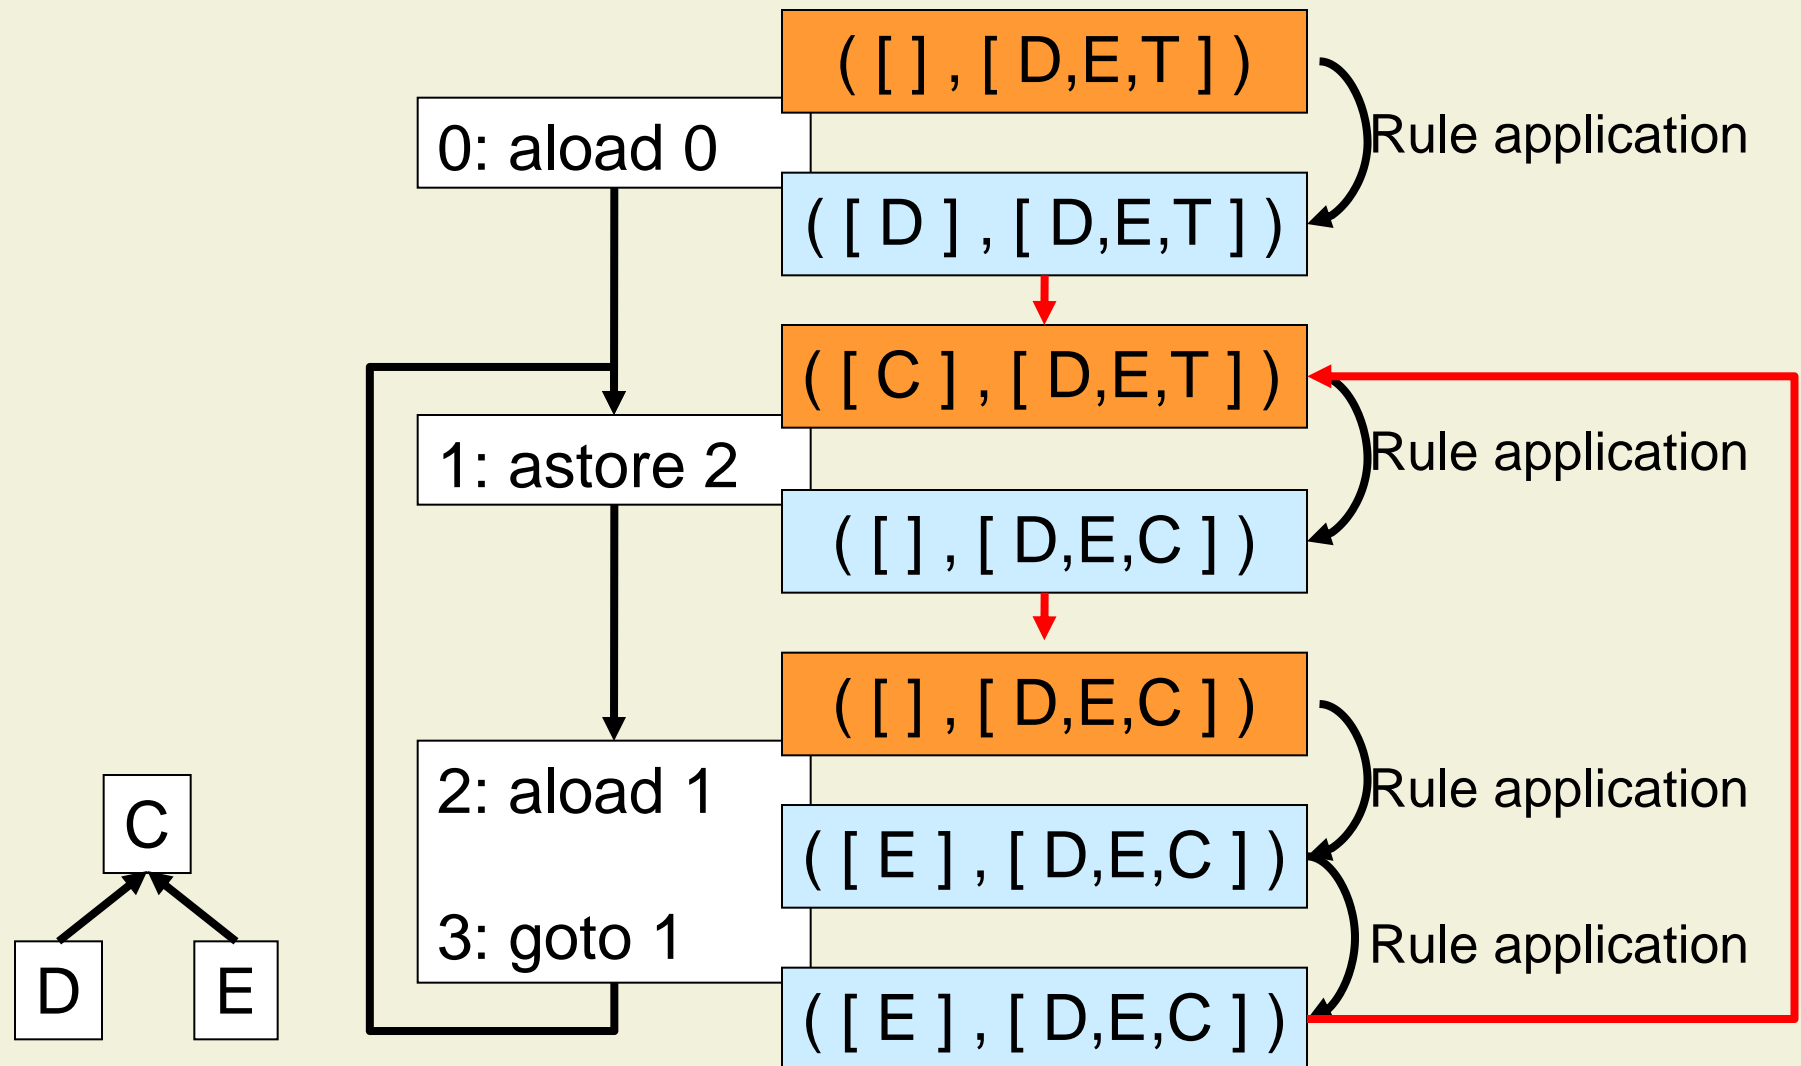 ( [ ] , [ D,E,T ] )
0: aload 0
Rule application
( [ D ] , [ D,E,T ] )
( [ C ] , [ D,E,T ] )
1: astore 2
Rule application
( [ ] , [ D,E,C ] )
( [ ] , [ D,E,C ] )
2: aload 1
Rule application
( [ E ] , [ D,E,C ] )
3: goto 1
Rule application
( [ E ] , [ D,E,C ] )
C
D
E